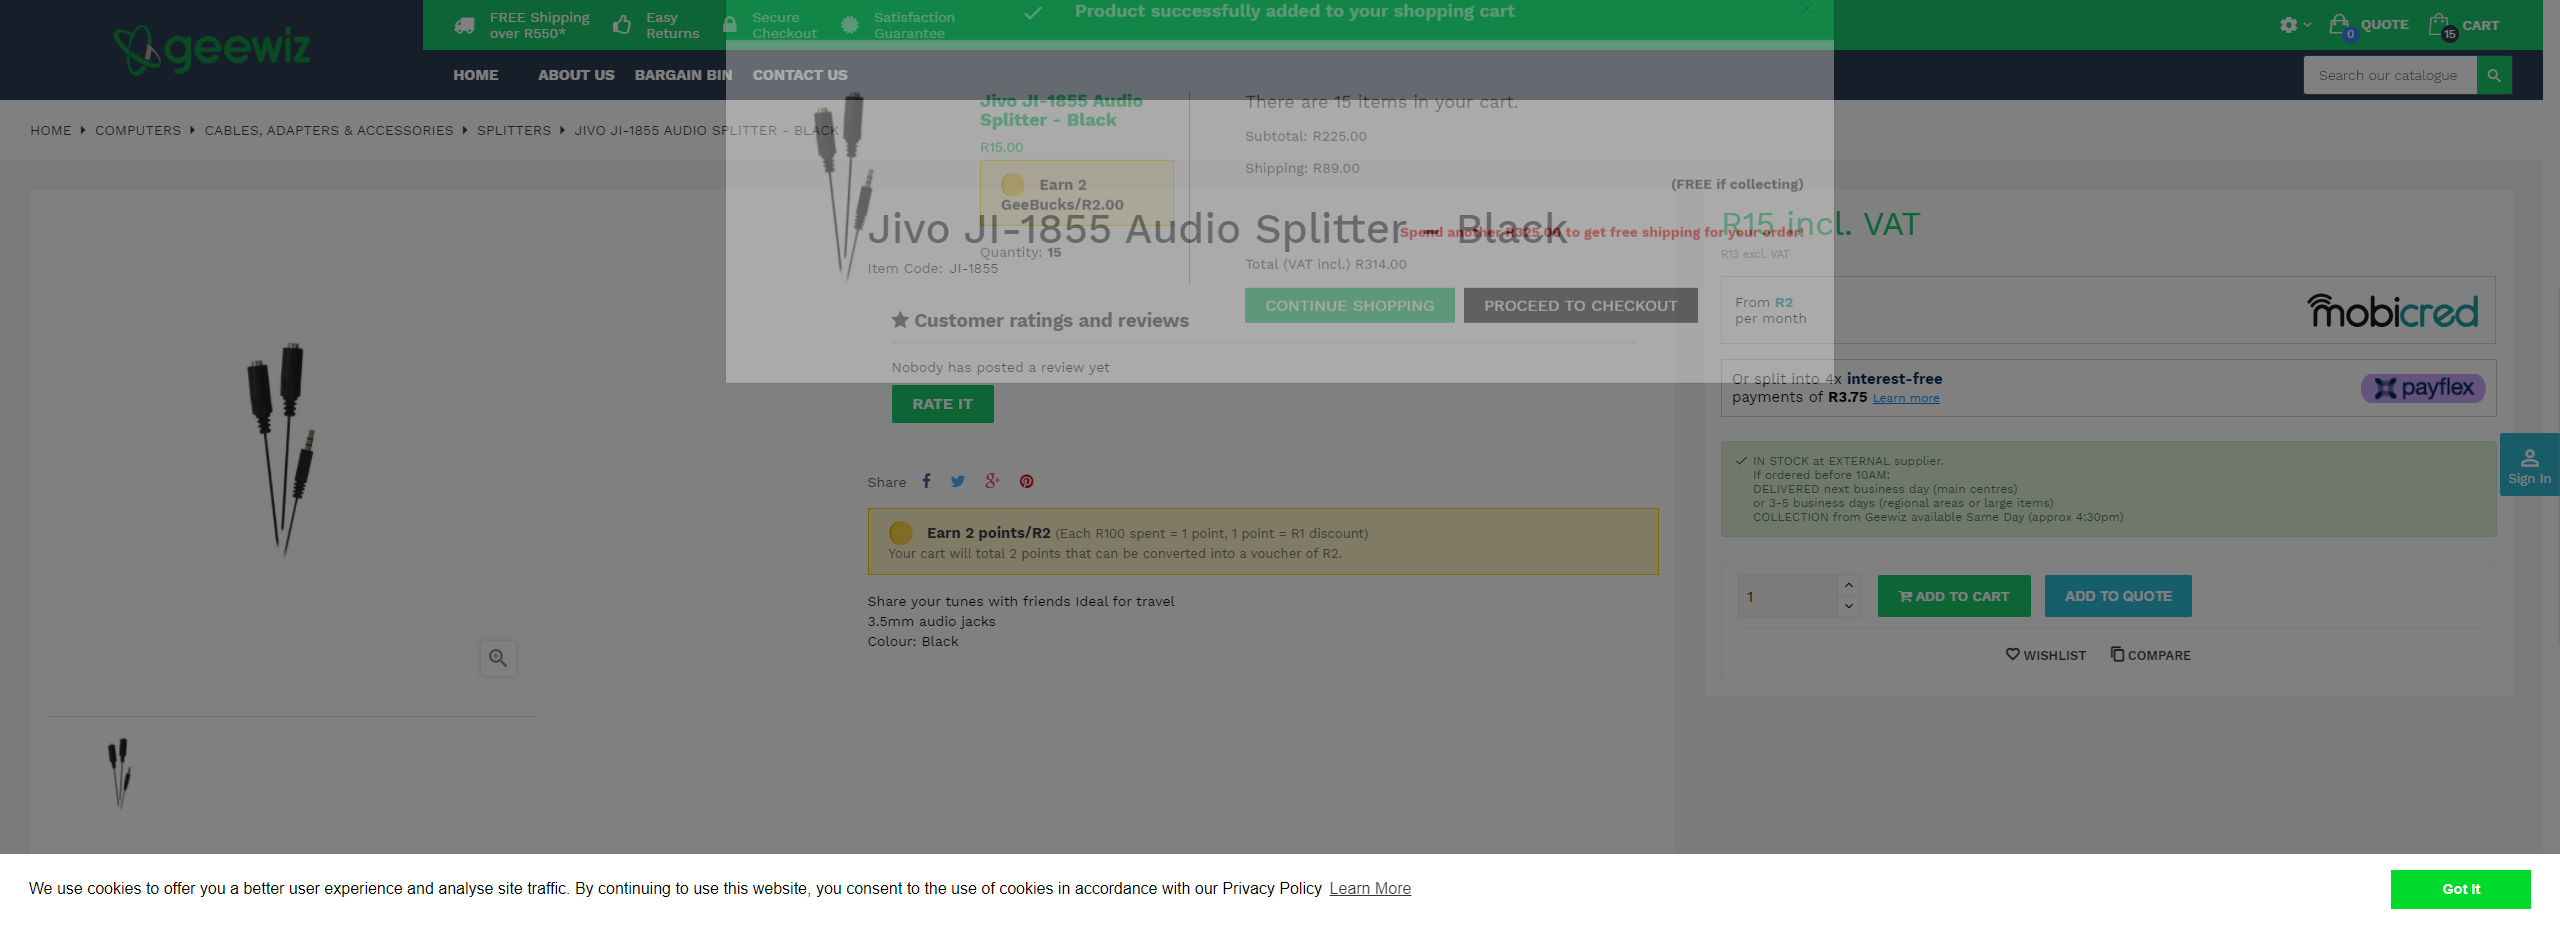 geewiz
FREE Shipping
over R550*
Easy
Returns
Secure
Checkout
Satisfaction
Guarantee
Product successfully added to your shopping cart
0
QUOTE
15
CART
HOME
ABOUT US
BARGAIN BIN
CONTACT US
Search our catalogue
HOME
COMPUTERS
CABLES, ADAPTERS & ACCESSORIES
SPLITTERS
JIVO JI-1855 AUDIO SPLITTER - BLACK
Jivo JI-1855 Audio
Splitter - Black
R15.00
Earn 2
GeeBucks/R2.00
Quantity: 15
There are 15 items in your cart.
Subtotal: R225.00
Shipping: R89.00
(FREE if collecting)
Spend another R325.00 to get free shipping for your order!
Total (VAT incl.) R314.00
CONTINUE SHOPPING
PROCEED TO CHECKOUT
Jivo JI-1855 Audio Splitter - Black
Item Code: JI-1855
Customer ratings and reviews
Nobody has posted a review yet
RATE IT
Share
Earn 2 points/R2 (Each R100 spent = 1 point, 1 point = R1 discount)
Your cart will total 2 points that can be converted into a voucher of R2.
Share your tunes with friends Ideal for travel
3.5mm audio jacks
Colour: Black
R15 incl. VAT
R13 excl. VAT
From R2
per month
mobicred
Or split into 4x interest-free
payments of R3.75 Learn more
payflex
IN STOCK at EXTERNAL supplier.
If ordered before 10AM:
DELIVERED next business day (main centres)
or 3-5 business days (regional areas or large items)
COLLECTION from Geewiz available Same Day (approx 4:30pm)
Sign In
1
ADD TO CART
ADD TO QUOTE
WISHLIST
COMPARE
We use cookies to offer you a better user experience and analyse site traffic. By continuing to use this website, you consent to the use of cookies in accordance with our Privacy Policy Learn More
Got It